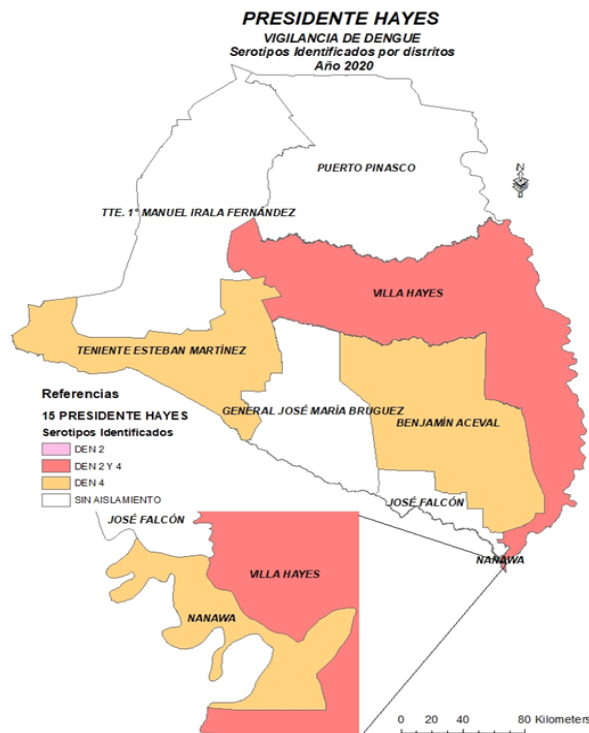 PRESIDENTE HAYES
VIGILANCIA DE DENGUE
Serotipos Identificados por distritos
Año 2020
N
PUERTO PINASCO
TTE. 1° MANUEL IRALA FERNÁNDEZ
VILLA HAYES
TENIENTE ESTEBAN MARTÍNEZ
GENERAL JOSÉ MARÍA BRUGUEZ
BENJAMÍN ACEVAL
JOSÉ FALCÓN
NANAWA
Referencias
15 PRESIDENTE HAYES
Serotipos Identificados
DEN 2
DEN 2 Y 4
DEN 4
SIN AISLAMIENTO
JOSÉ FALCÓN
VILLA HAYES
NANAWA
0 20 40 80 Kilometers